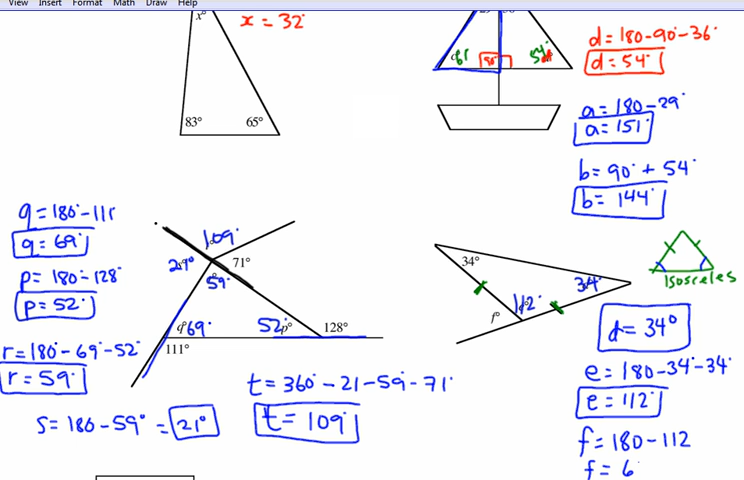 View Insert Format Math Draw Help
x°
x = 32°
83°
65°
61
90°
54°
d = 180-90-36°
d = 54°
a = 180-29°
a = 151°
b = 90° + 54°
b = 144°
q = 180°-111
q = 69°
p = 180°-128°
p = 52°
r = 180°-69°-52°
r = 59°
s = 180-59° = 21°
109°
71°
59°
q°69°
52 p°
128°
111°
t = 360°-21-59-71°
t = 109°
34°
34°
112°
f°
Isosceles
d = 34°
e = 180-34°-34°
e = 112°
f = 180-112
f = 6